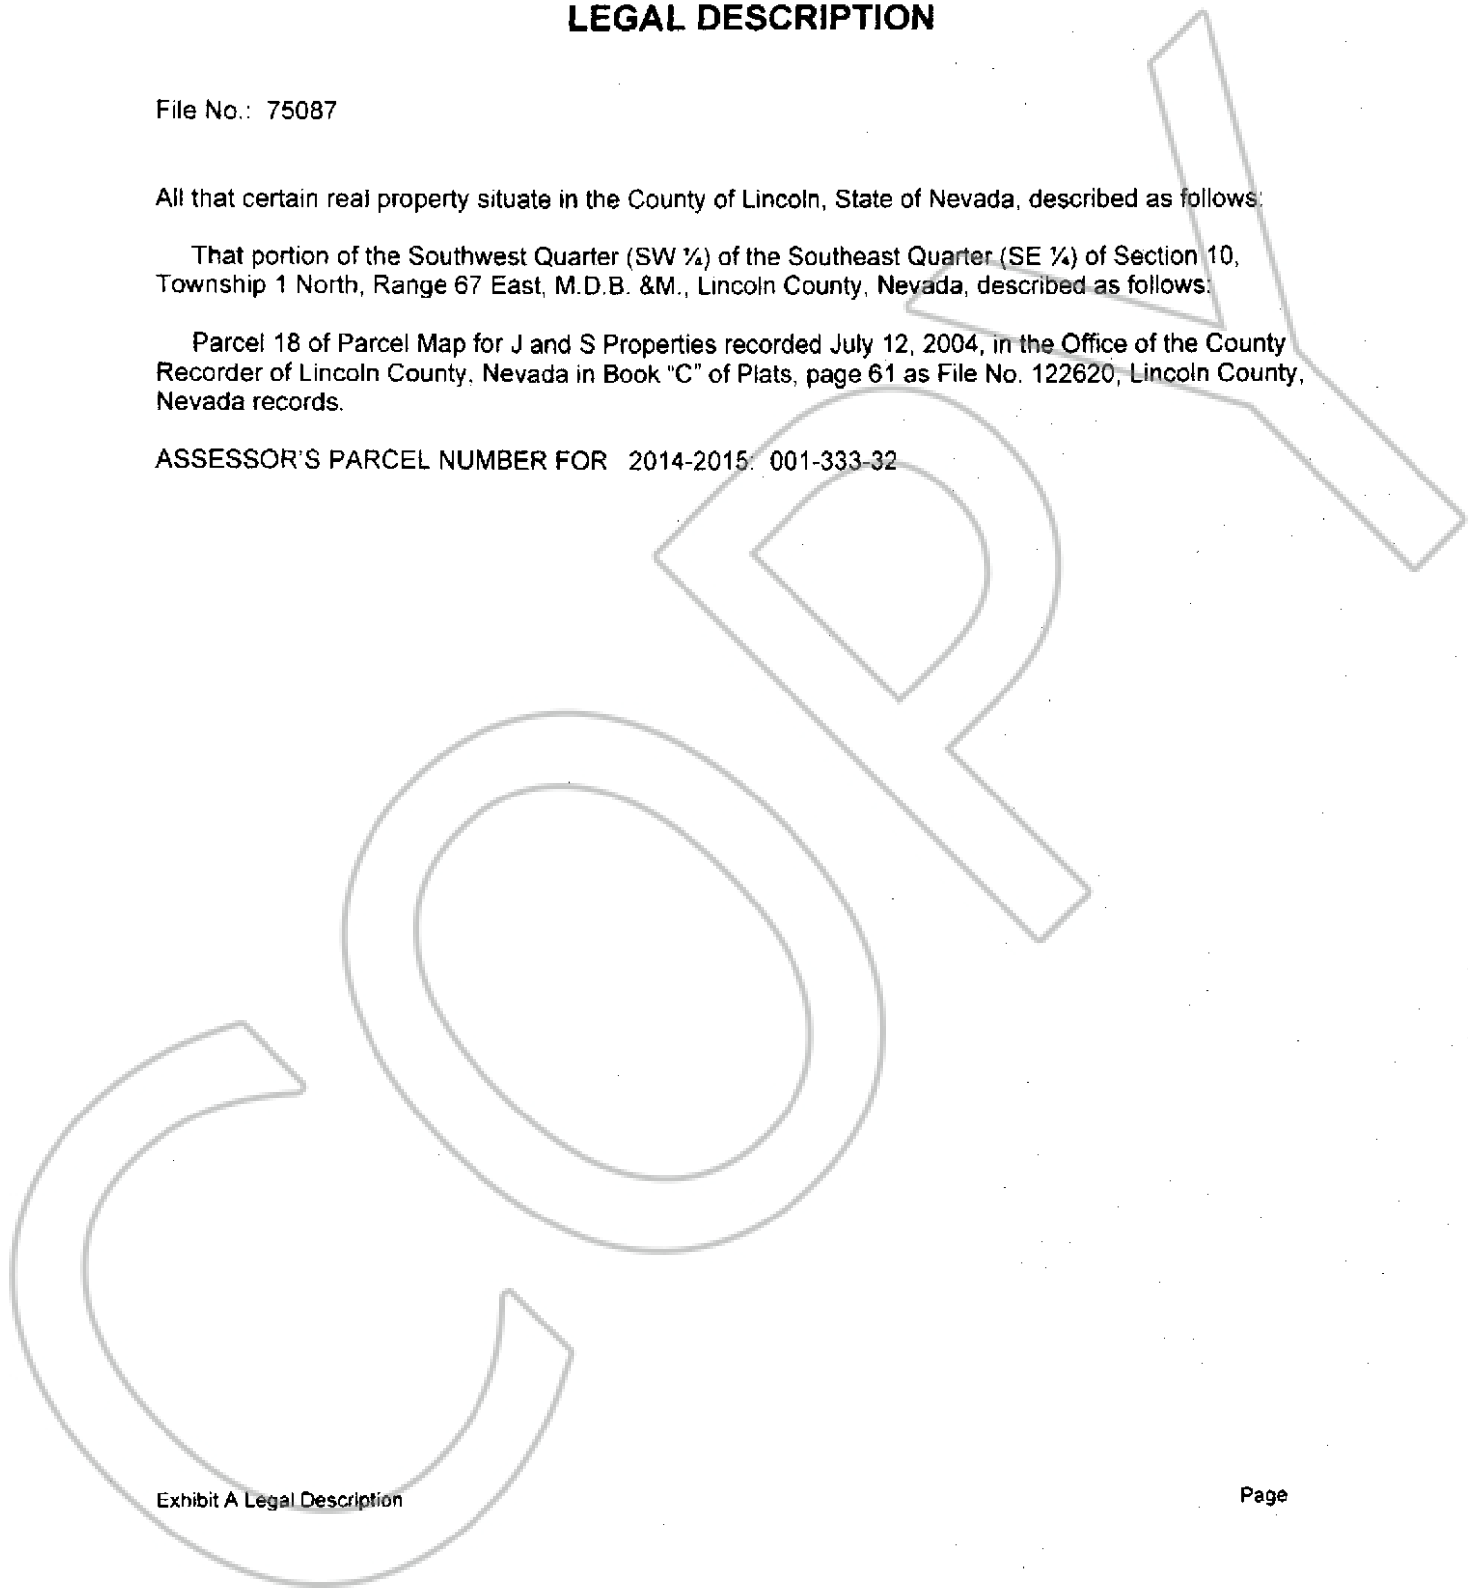 LEGAL DESCRIPTION
File No.: 75087
All that certain real property situate in the County of Lincoln, State of Nevada, described as follows:
That portion of the Southwest Quarter (SW ¼) of the Southeast Quarter (SE ¼) of Section 10,
Township 1 North, Range 67 East, M.D.B. &M., Lincoln County, Nevada, described as follows:
Parcel 18 of Parcel Map for J and S Properties recorded July 12, 2004, in the Office of the County
Recorder of Lincoln County, Nevada in Book "C" of Plats, page 61 as File No. 122620, Lincoln County,
Nevada records.
ASSESSOR'S PARCEL NUMBER FOR 2014-2015: 001-333-32
COPY
Exhibit A Legal Description
Page